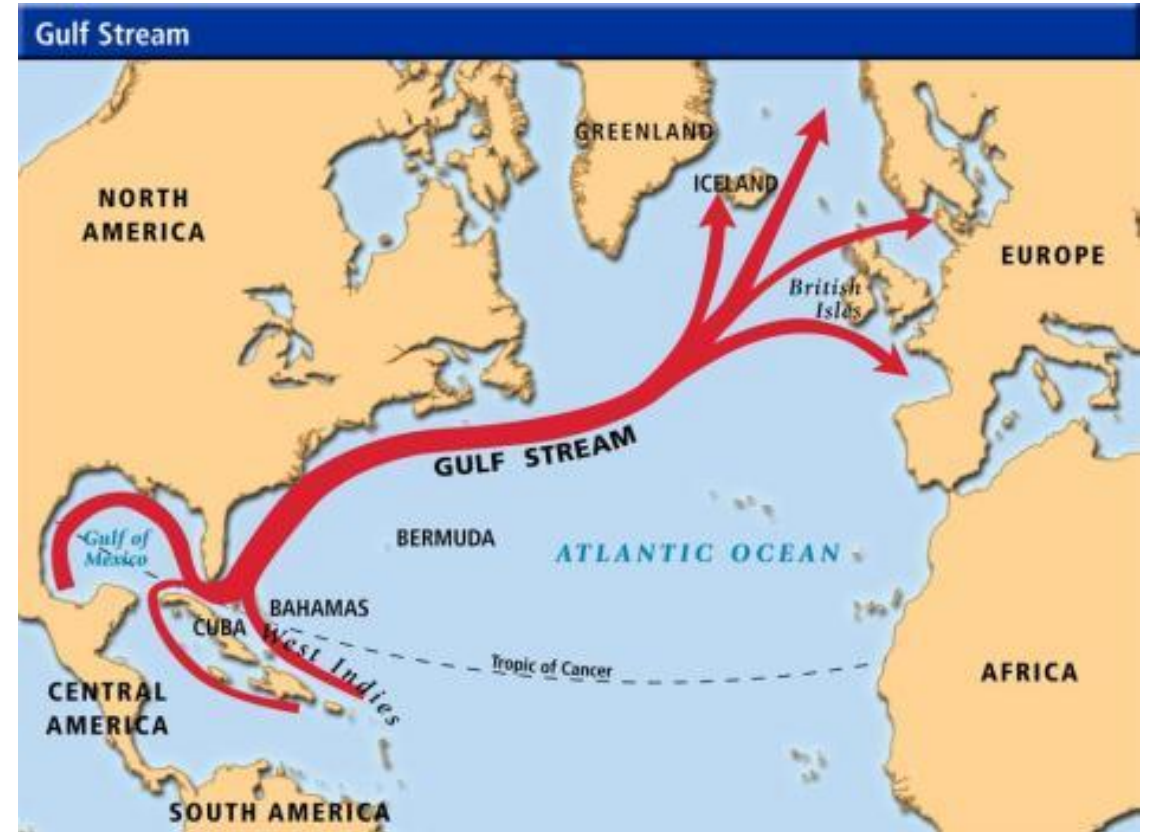 Gulf Stream
GREENLAND
ICELAND
NORTH
AMERICA
EUROPE
British
Isles
GULF STREAM
BERMUDA
ATLANTIC OCEAN
Gulf of
Mexico
BAHAMAS
CUBA
West Indies
Tropic of Cancer
AFRICA
CENTRAL
AMERICA
SOUTH AMERICA